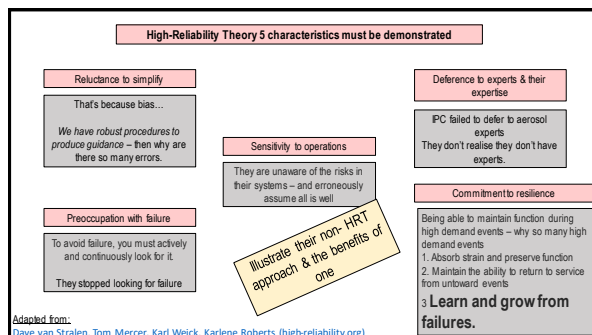 High-Reliability Theory 5 characteristics must be demonstrated
Reluctance to simplify
That's because bias…
We have robust procedures to
produce guidance – then why are
there so many errors.
Preoccupation with failure
To avoid failure, you must actively
and continuously look for it.
They stopped looking for failure
Sensitivity to operations
They are unaware of the risks in
their systems – and erroneously
assume all is well
Illustrate their non- HRT
approach & the benefits of
one
Deference to experts & their
expertise
IPC failed to defer to aerosol
experts
They don't realise they don't have
experts.
Commitment to resilience
Being able to maintain function during
high demand events – why so many high
demand events
1. Absorb strain and preserve function
2. Maintain the ability to return to service
from untoward events
3 Learn and grow from
failures.
Adapted from:
Dave van Stralen, Tom Mercer, Karl Weick, Karlene Roberts (high-reliability.org)